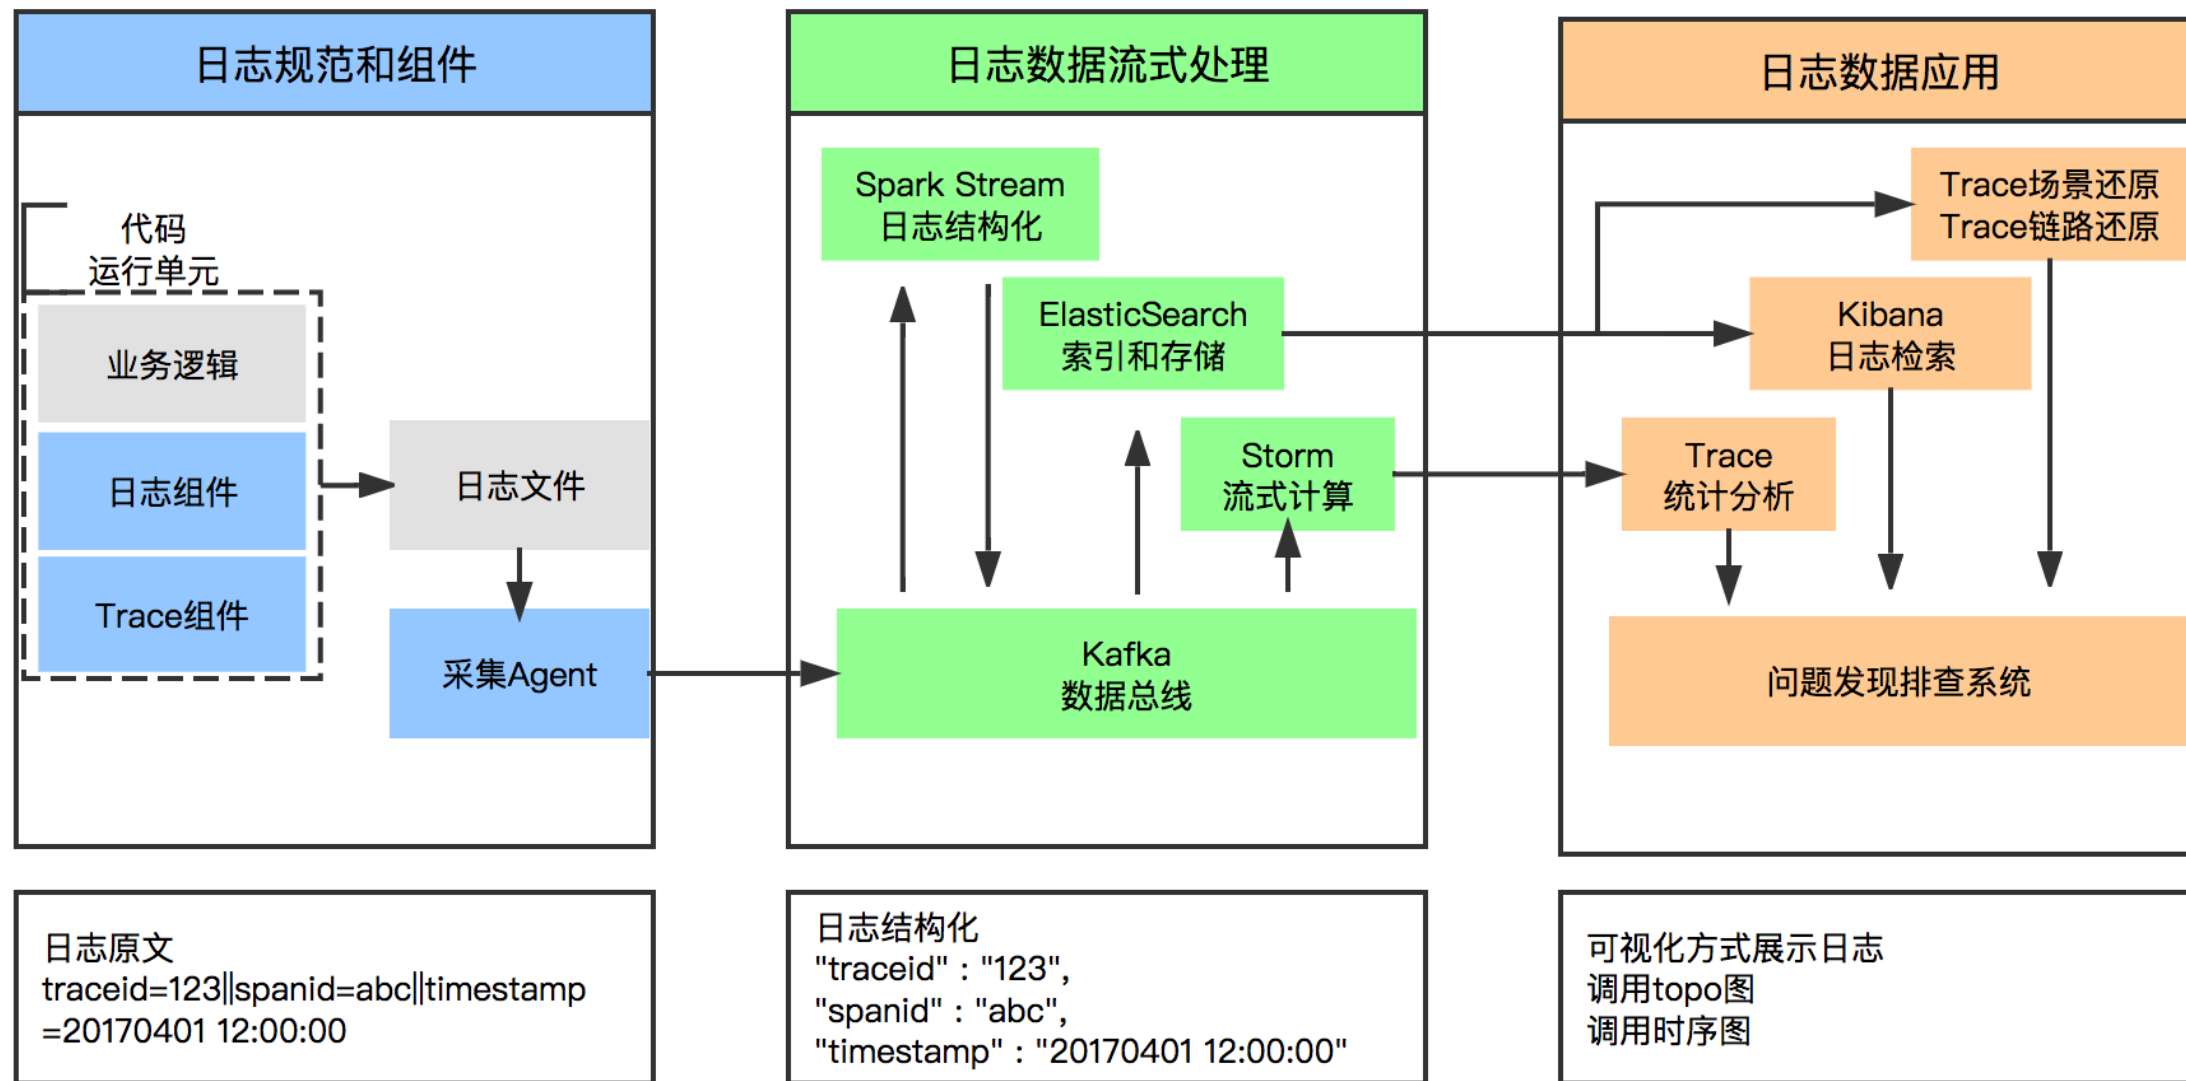 日志规范和组件
代码
运行单元
业务逻辑
日志组件
Trace组件
日志文件
采集Agent
日志数据流式处理
Spark Stream
日志结构化
ElasticSearch
索引和存储
Storm
流式计算
Kafka
数据总线
日志数据应用
Trace场景还原
Trace链路还原
Kibana
日志检索
Trace
统计分析
问题发现排查系统
日志原文
traceid=123||spanid=abc||timestamp
=20170401 12:00:00
日志结构化
"traceid" : "123",
"spanid" : "abc",
"timestamp" : "20170401 12:00:00"
可视化方式展示日志
调用topo图
调用时序图